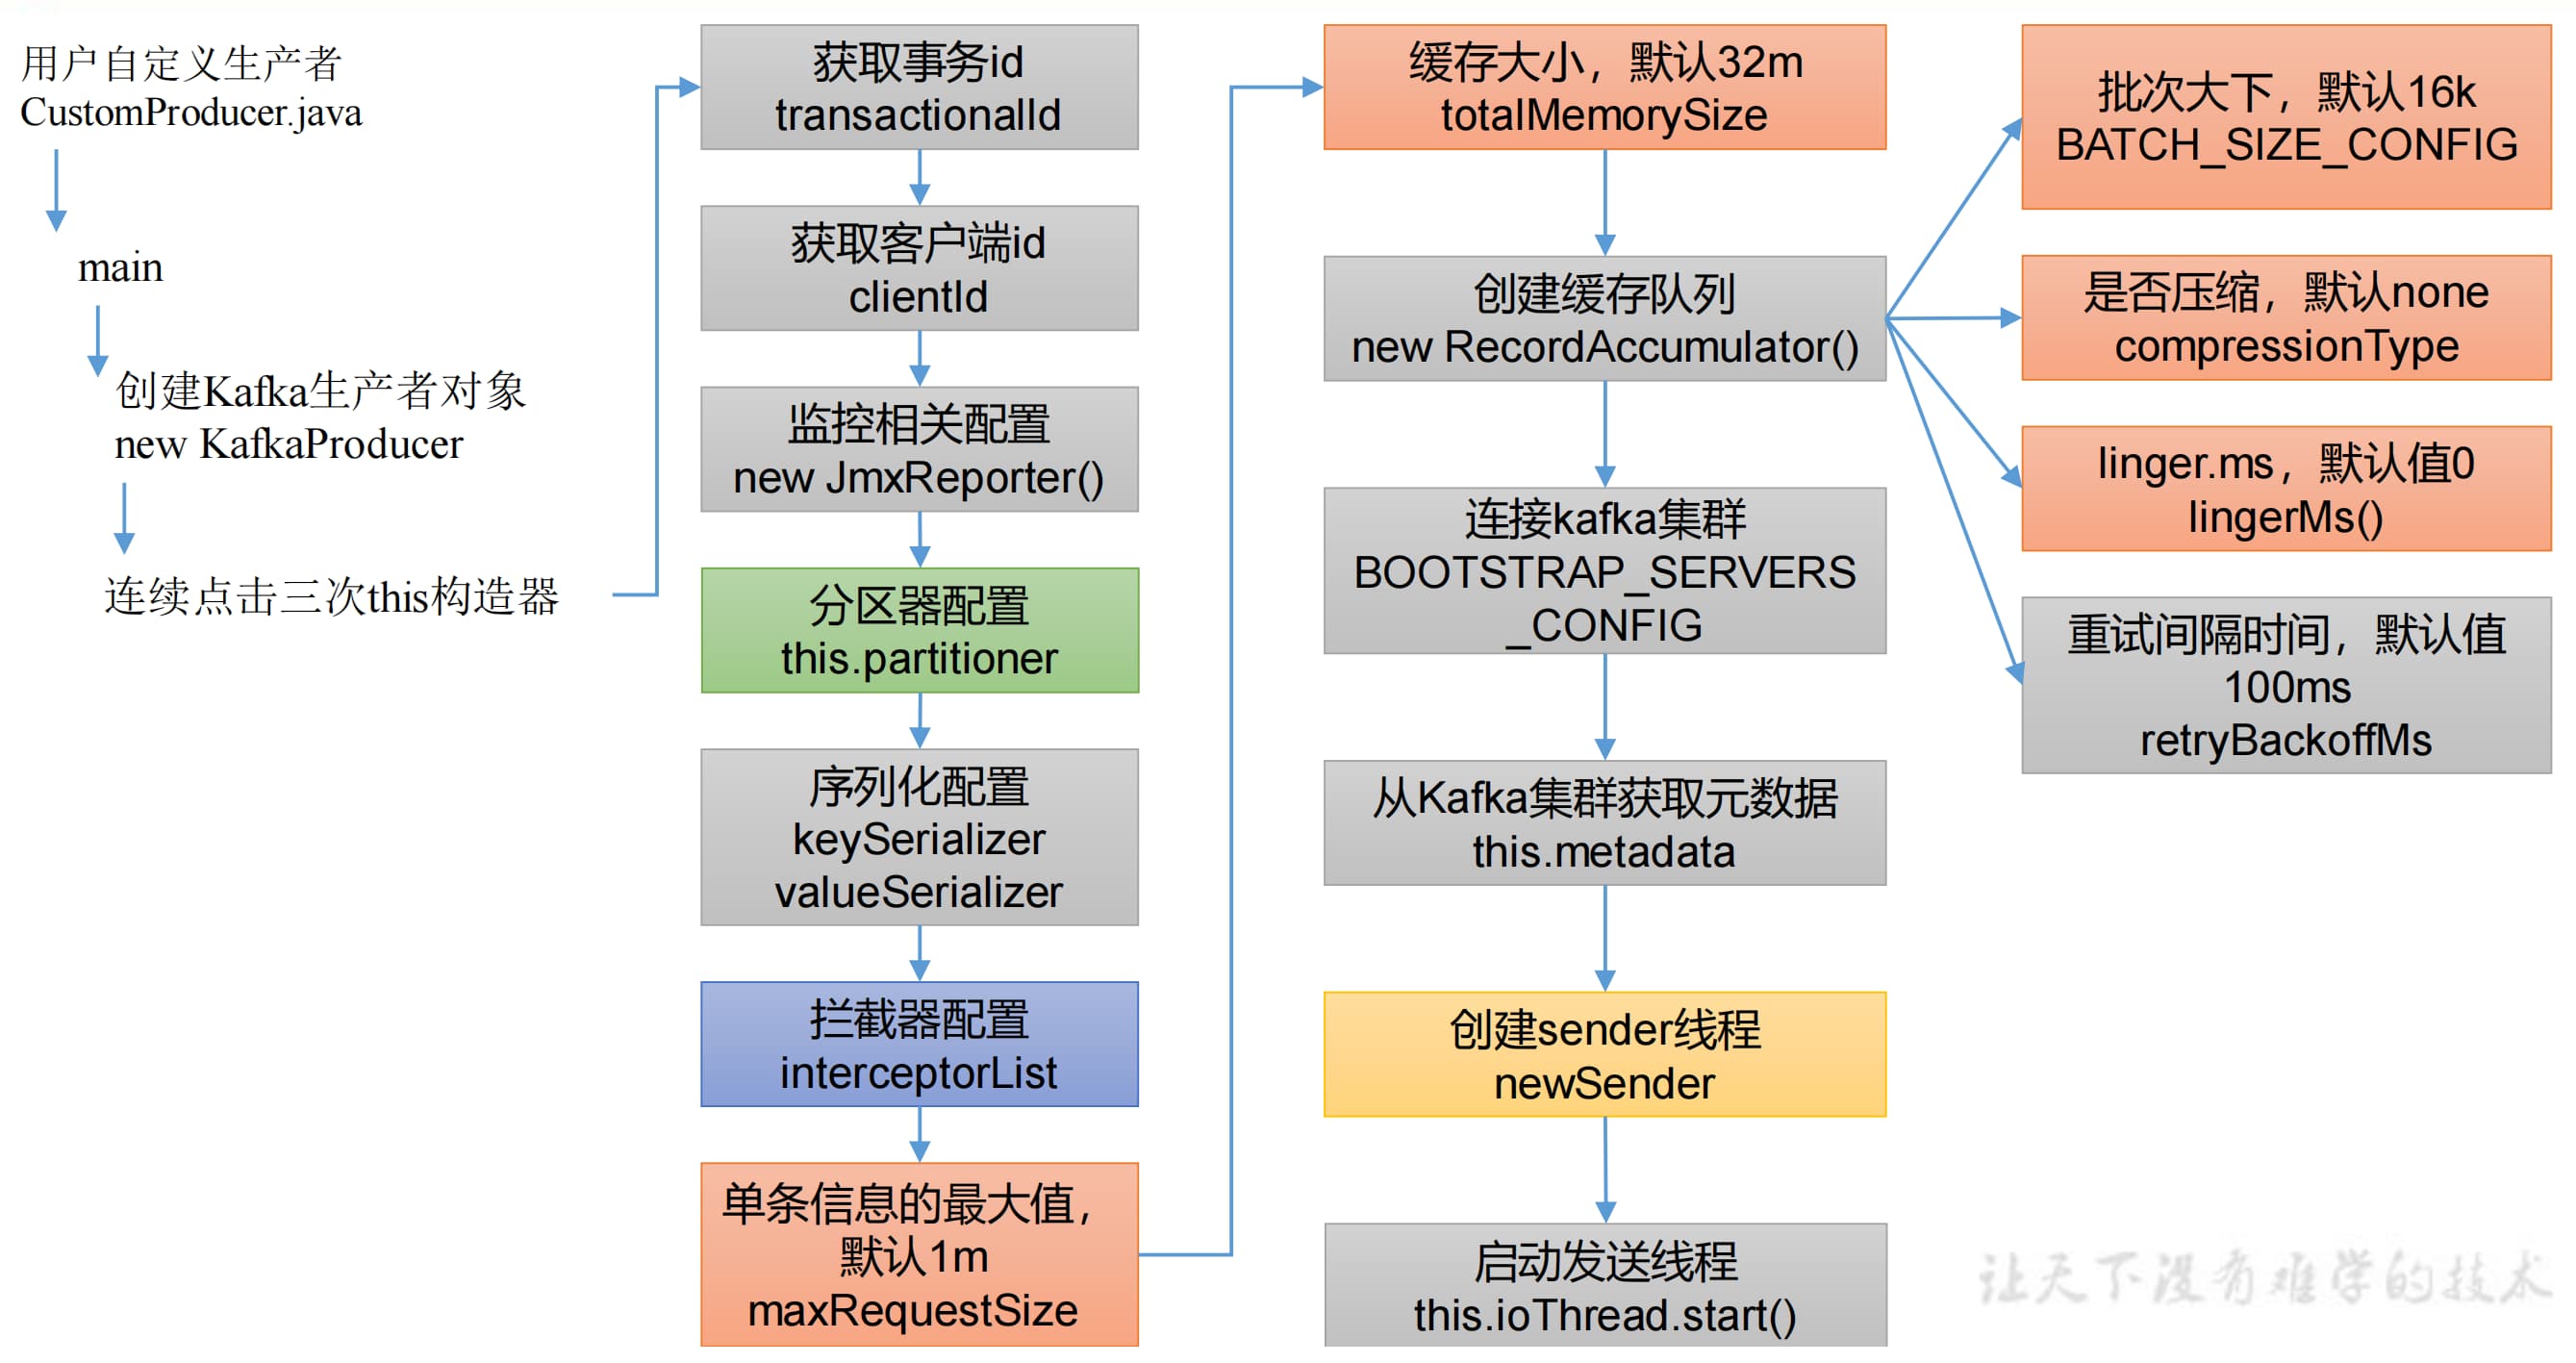 用户自定义生产者
CustomProducer.java
main
创建Kafka生产者对象
new KafkaProducer
连续点击三次this构造器
获取事务id
transactionalId
获取客户端id
clientId
监控相关配置
new JmxReporter()
分区器配置
this.partitioner
序列化配置
keySerializer
valueSerializer
拦截器配置
interceptorList
单条信息的最大值，
默认1m
maxRequestSize
缓存大小，默认32m
totalMemorySize
创建缓存队列
new RecordAccumulator()
连接kafka集群
BOOTSTRAP_SERVERS
_CONFIG
从Kafka集群获取元数据
this.metadata
创建sender线程
newSender
启动发送线程
this.ioThread.start()
批次大下，默认16k
BATCH_SIZE_CONFIG
是否压缩，默认none
compressionType
linger.ms，默认值0
lingerMs()
重试间隔时间，默认值
100ms
retryBackoffMs
让天下没有难学的技术